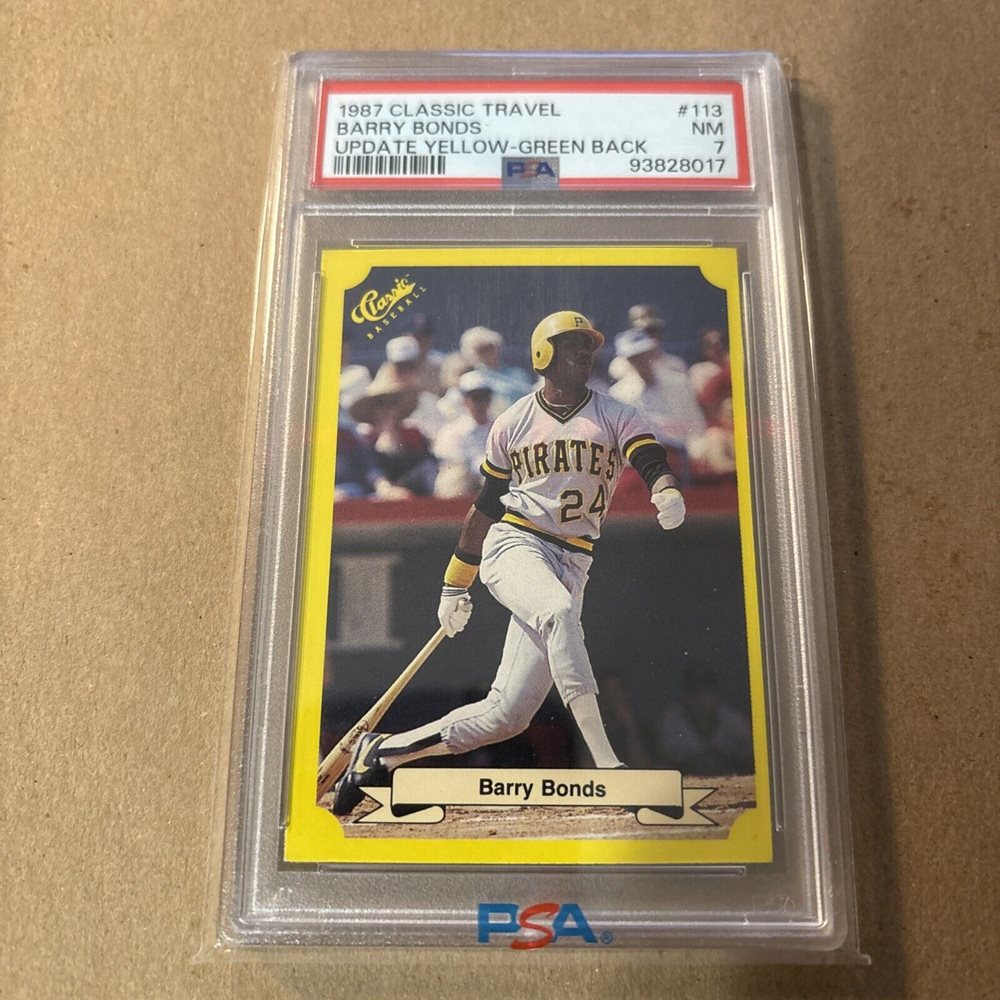 1987 CLASSIC TRAVEL #113
BARRY BONDS NM
UPDATE YELLOW-GREEN BACK 7
PSA 93828017
Classic™
BASEBALL
P
PIRATES
24
Barry Bonds
PSA®